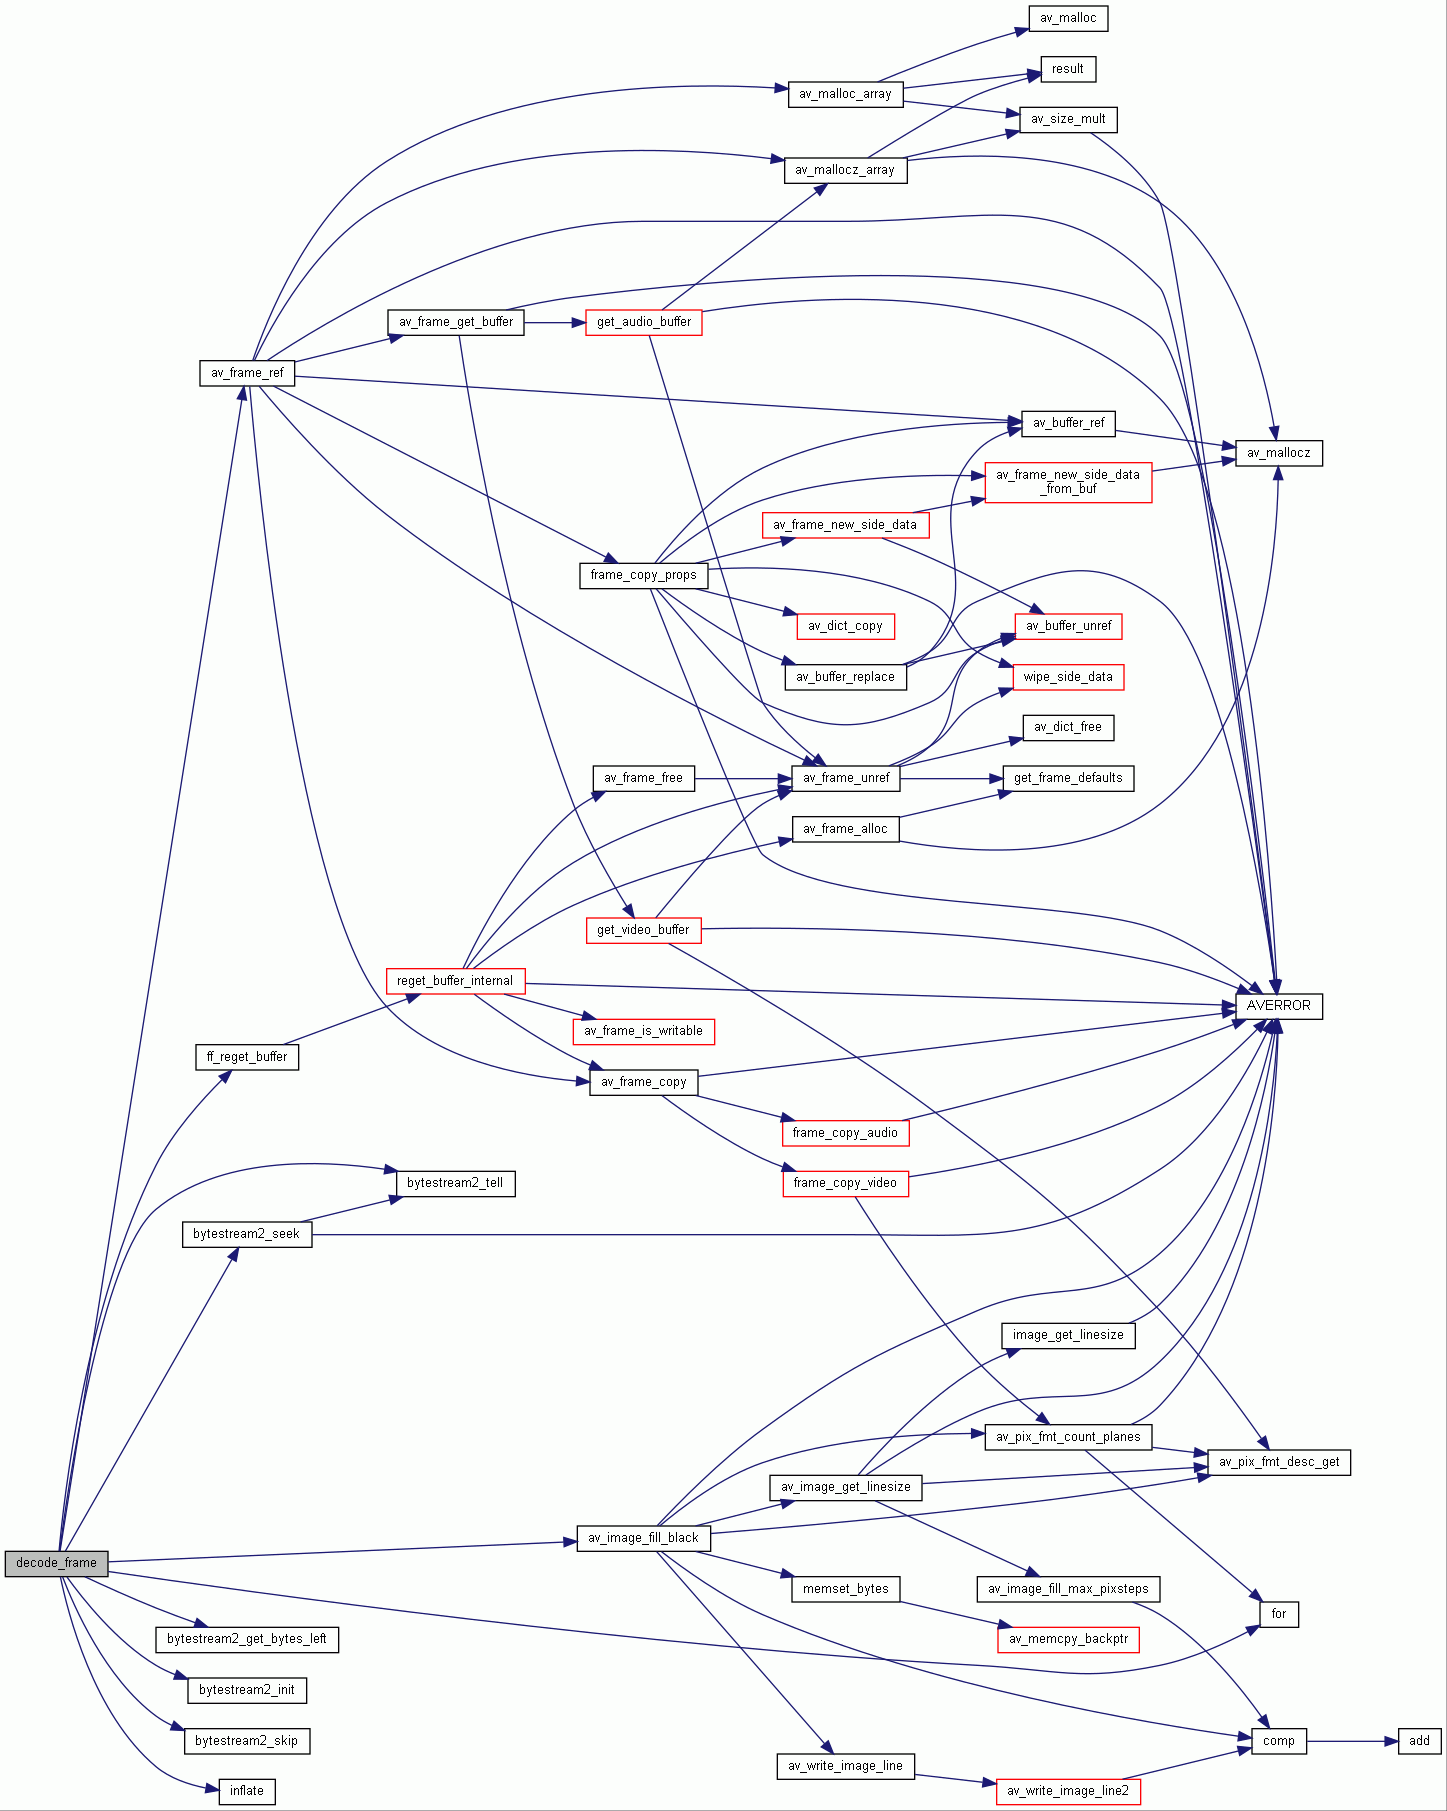 av_malloc
result
av_malloc_array
av_size_mult
av_mallocz_array
av_frame_get_buffer
get_audio_buffer
av_frame_ref
av_buffer_ref
av_mallocz
av_frame_new_side_data
_from_buf
av_frame_new_side_data
frame_copy_props
av_dict_copy
av_buffer_unref
av_buffer_replace
wipe_side_data
av_dict_free
av_frame_free
av_frame_unref
get_frame_defaults
av_frame_alloc
get_video_buffer
reget_buffer_internal
AVERROR
av_frame_is_writable
ff_reget_buffer
av_frame_copy
frame_copy_audio
bytestream2_tell
frame_copy_video
bytestream2_seek
image_get_linesize
av_pix_fmt_count_planes
av_pix_fmt_desc_get
av_image_get_linesize
av_image_fill_black
decode_frame
memset_bytes
av_image_fill_max_pixsteps
for
bytestream2_get_bytes_left
av_memcpy_backptr
bytestream2_init
bytestream2_skip
comp
add
av_write_image_line
inflate
av_write_image_line2